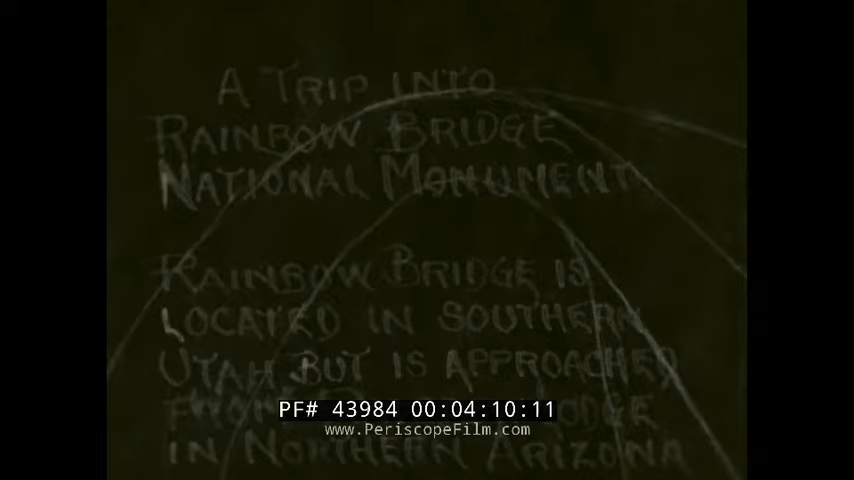 A TRIP INTO
RAINBOW BRIDGE
NATIONAL MONUMENT
RAINBOW BRIDGE IS
LOCATED IN SOUTHERN
UTAH BUT IS APPROACHED
LODGE
PF# 43984 00:04:10:11
www.PeriscopeFilm.com
IN NORTHERN ARIZONA